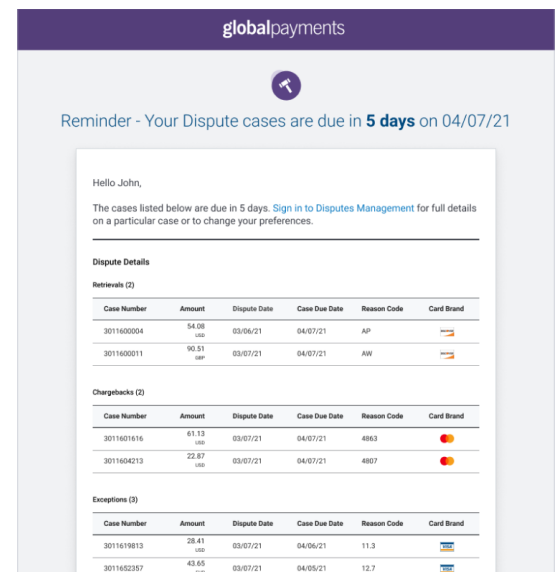 globalpayments
Reminder - Your Dispute cases are due in 5 days on 04/07/21
Hello John,
The cases listed below are due in 5 days. Sign in to Disputes Management for full details
on a particular case or to change your preferences.
Dispute Details
Retrievals (2)
Case Number Amount Dispute Date Case Due Date Reason Code Card Brand
3011600004 54.08 USD 03/06/21 04/07/21 AP
3011600011 90.51 GBP 03/07/21 04/07/21 AW
Chargebacks (2)
Case Number Amount Dispute Date Case Due Date Reason Code Card Brand
3011601616 61.13 USD 03/07/21 04/07/21 4863
3011604213 22.87 USD 03/07/21 04/07/21 4807
Exceptions (3)
Case Number Amount Dispute Date Case Due Date Reason Code Card Brand
3011619813 28.41 USD 03/07/21 04/06/21 11.3 VISA
3011652357 43.65 03/07/21 04/05/21 12.7 VISA